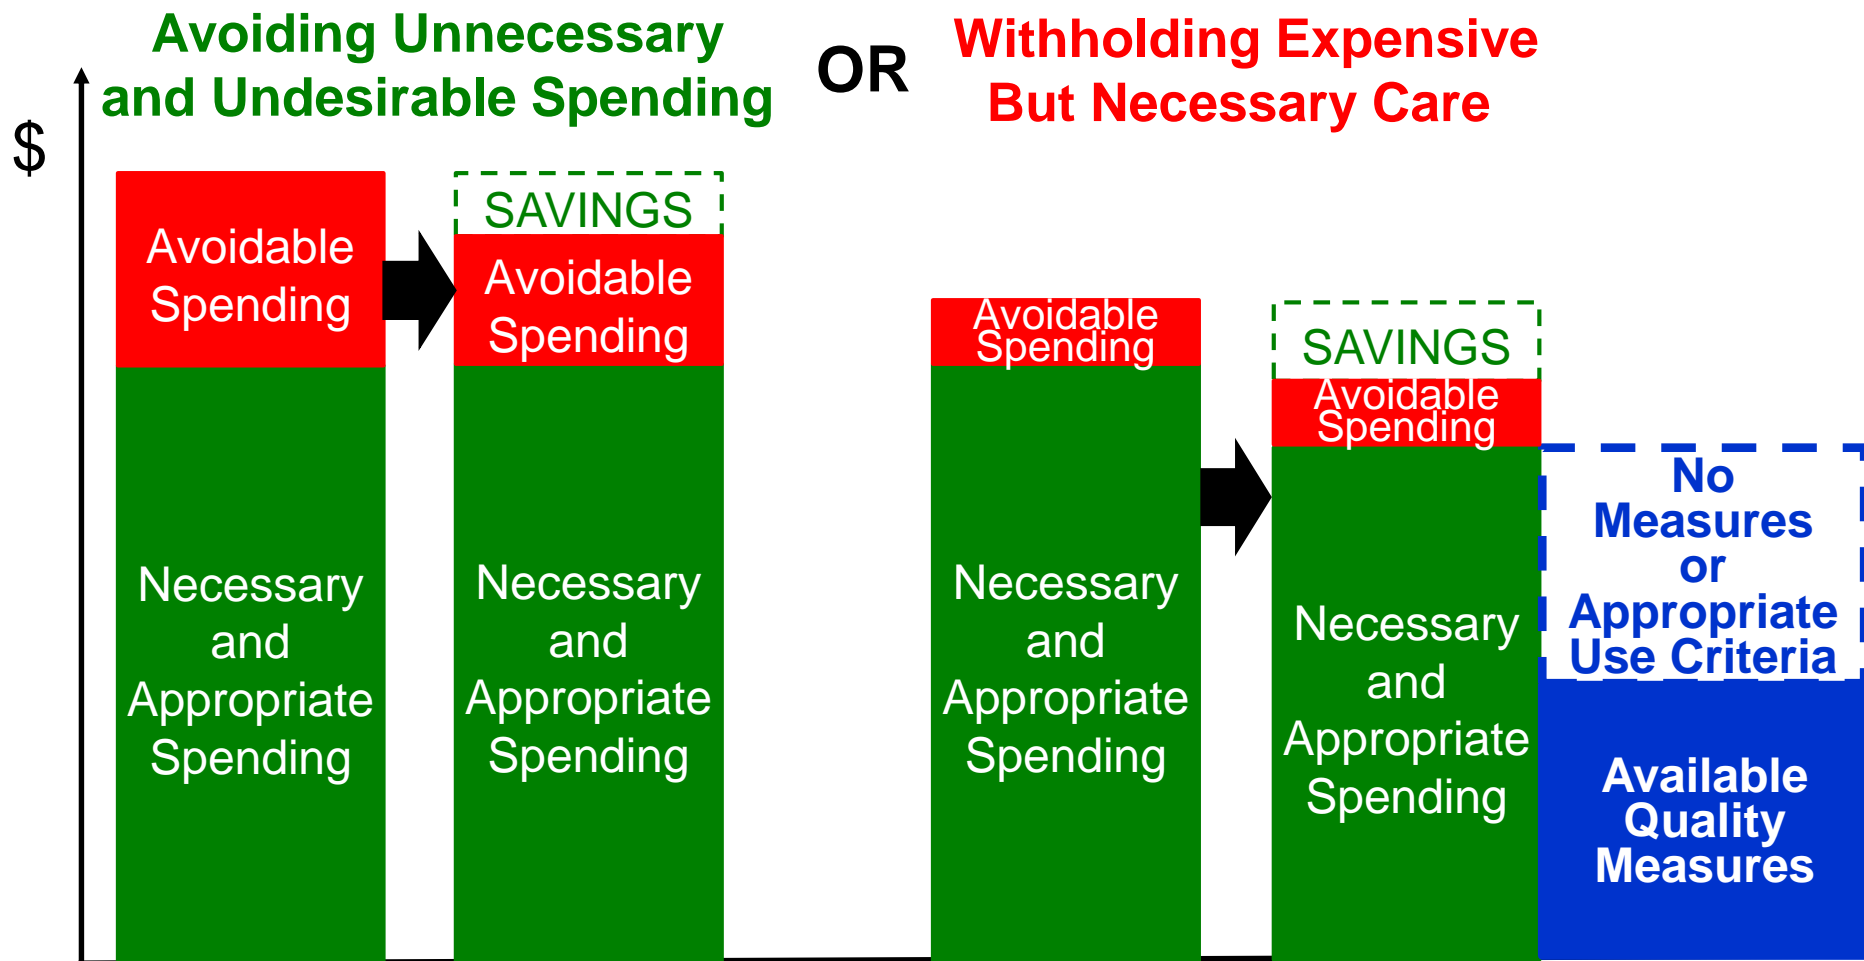 Avoiding Unnecessary
and Undesirable Spending
OR
Withholding Expensive
But Necessary Care
$
Avoidable
Spending
Necessary
and
Appropriate
Spending
SAVINGS
Avoidable
Spending
Necessary
and
Appropriate
Spending
Avoidable
Spending
Necessary
and
Appropriate
Spending
SAVINGS
Avoidable
Spending
Necessary
and
Appropriate
Spending
No
Measures
or
Appropriate
Use Criteria
Available
Quality
Measures